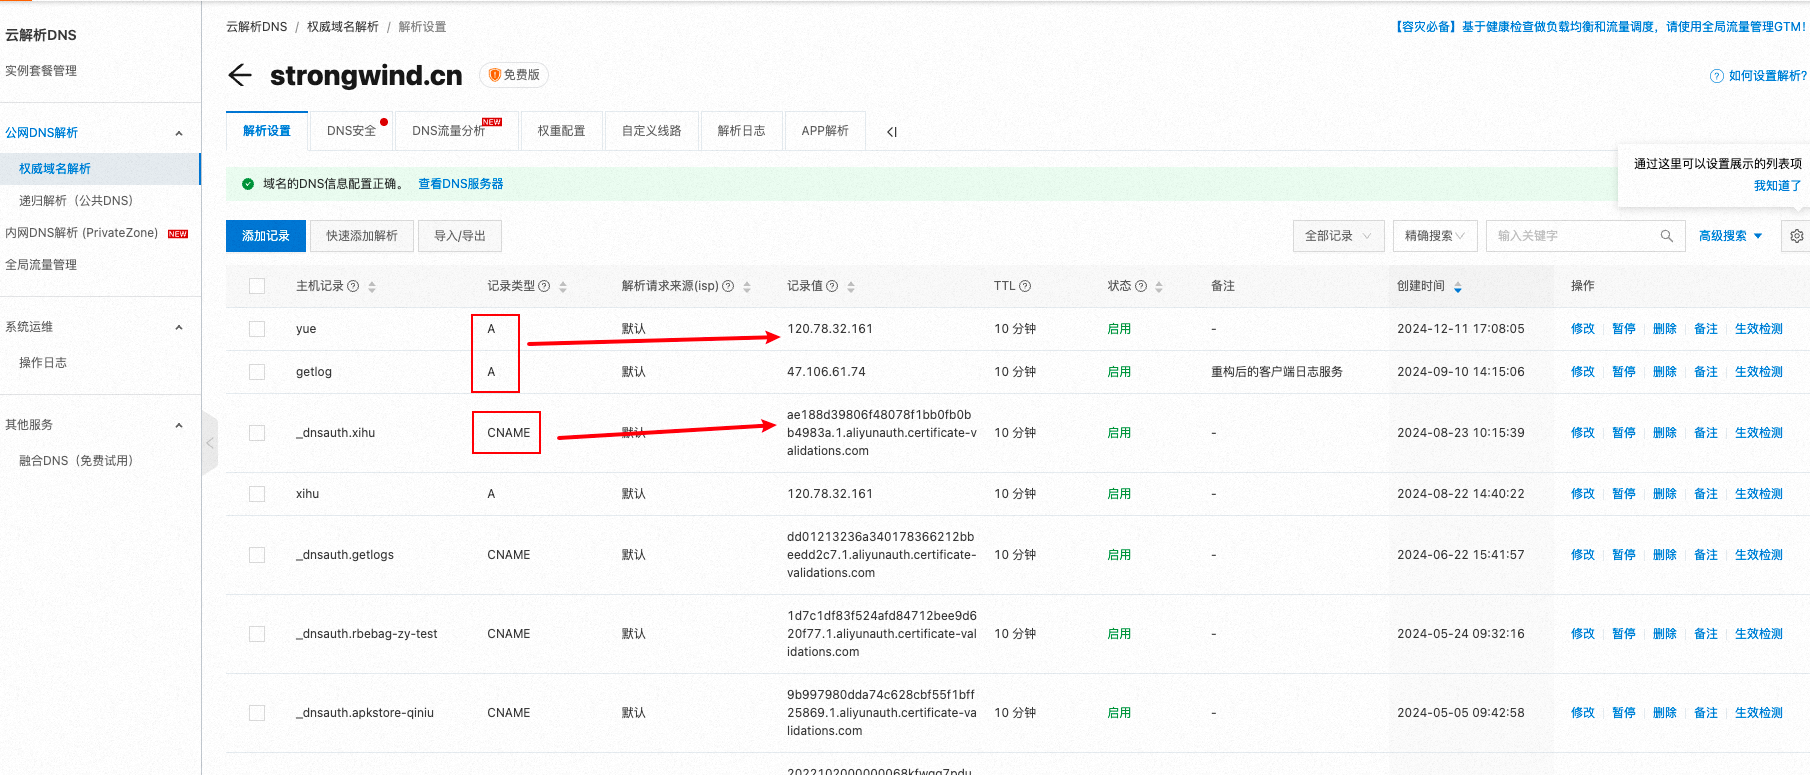 云解析DNS
实例套餐管理
公网DNS解析
权威域名解析
递归解析（公共DNS）
内网DNS解析 (PrivateZone) NEW
全局流量管理
系统运维
操作日志
其他服务
融合DNS（免费试用）
云解析DNS / 权威域名解析 / 解析设置
【容灾必备】基于健康检查做负载均衡和流量调度，请使用全局流量管理GTM！
strongwind.cn 免费版
如何设置解析?
解析设置 DNS安全 DNS流量分析 NEW 权重配置 自定义线路 解析日志 APP解析
域名的DNS信息配置正确。 查看DNS服务器
通过这里可以设置展示的列表项
我知道了
添加记录 快速添加解析 导入/导出 全部记录 精确搜索 输入关键字 高级搜索
主机记录 记录类型 解析请求来源(isp) 记录值 TTL 状态 备注 创建时间 操作
yue A 默认 120.78.32.161 10 分钟 启用 - 2024-12-11 17:08:05 修改 暂停 删除 备注 生效检测
getlog A 默认 47.106.61.74 10 分钟 启用 重构后的客户端日志服务 2024-09-10 14:15:06 修改 暂停 删除 备注 生效检测
ae188d39806f48078f1bb0fb0b
_dnsauth.xihu CNAME 默认 b4983a.1.aliyunauth.certificate-v 10 分钟 启用 - 2024-08-23 10:15:39 修改 暂停 删除 备注 生效检测
alidations.com
xihu A 默认 120.78.32.161 10 分钟 启用 - 2024-08-22 14:40:22 修改 暂停 删除 备注 生效检测
dd01213236a340178366212bb
_dnsauth.getlogs CNAME 默认 eedd2c7.1.aliyunauth.certificate- 10 分钟 启用 - 2024-06-22 15:41:57 修改 暂停 删除 备注 生效检测
validations.com
1d7c1df83f524afd84712bee9d6
_dnsauth.rbebag-zy-test CNAME 默认 20f77.1.aliyunauth.certificate-val 10 分钟 启用 - 2024-05-24 09:32:16 修改 暂停 删除 备注 生效检测
idations.com
9b997980dda74c628cbf55f1bff
_dnsauth.apkstore-qiniu CNAME 默认 25869.1.aliyunauth.certificate-va 10 分钟 启用 - 2024-05-05 09:42:58 修改 暂停 删除 备注 生效检测
lidations.com